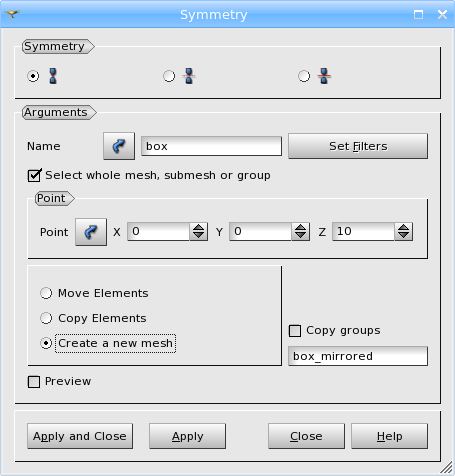 Symmetry
Symmetry
Arguments
Name box Set Filters
Select whole mesh, submesh or group
Point
Point X 0 Y 0 Z 10
Move Elements
Copy Elements
Create a new mesh
Copy groups
box_mirrored
Preview
Apply and Close Apply Close Help